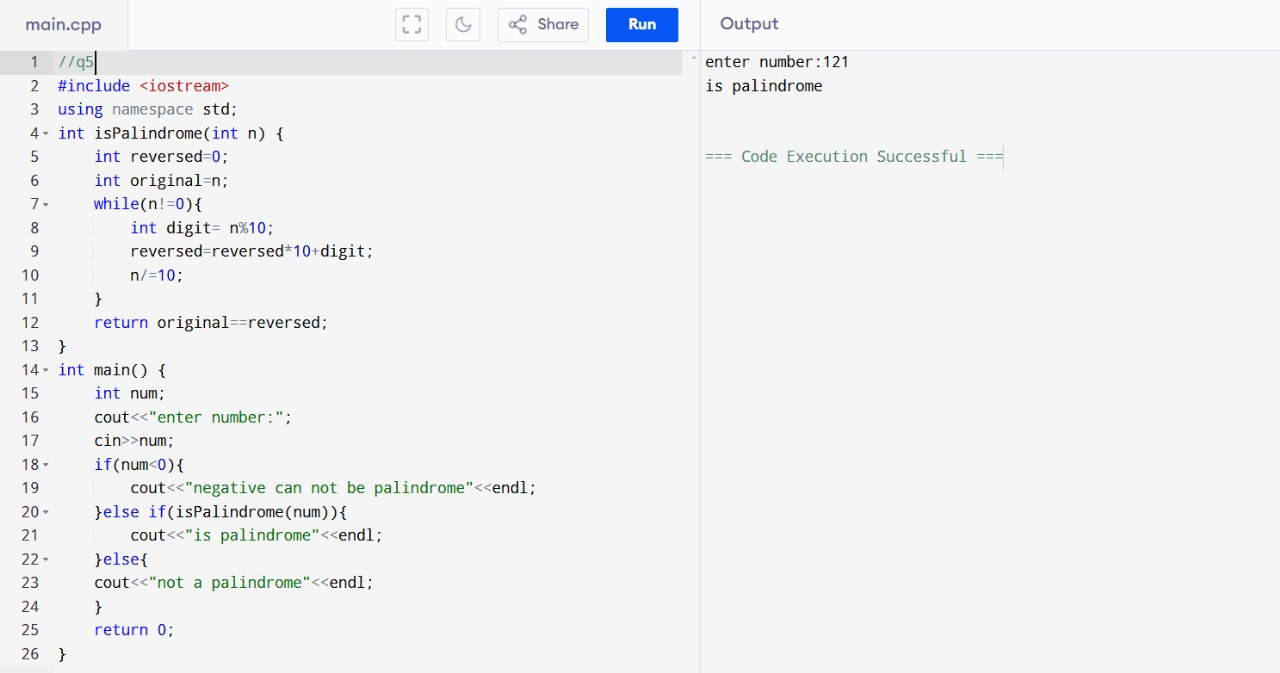 main.cpp
Share
Run
Output
1 //q5
2 #include <iostream>
3 using namespace std;
4 int isPalindrome(int n) {
5     int reversed=0;
6     int original=n;
7     while(n!=0){
8         int digit= n%10;
9         reversed=reversed*10+digit;
10         n/=10;
11     }
12     return original==reversed;
13 }
14 int main() {
15     int num;
16     cout<<"enter number:";
17     cin>>num;
18     if(num<0){
19         cout<<"negative can not be palindrome"<<endl;
20     }else if(isPalindrome(num)){
21         cout<<"is palindrome"<<endl;
22     }else{
23     cout<<"not a palindrome"<<endl;
24     }
25     return 0;
26 }
enter number:121
is palindrome
=== Code Execution Successful ===